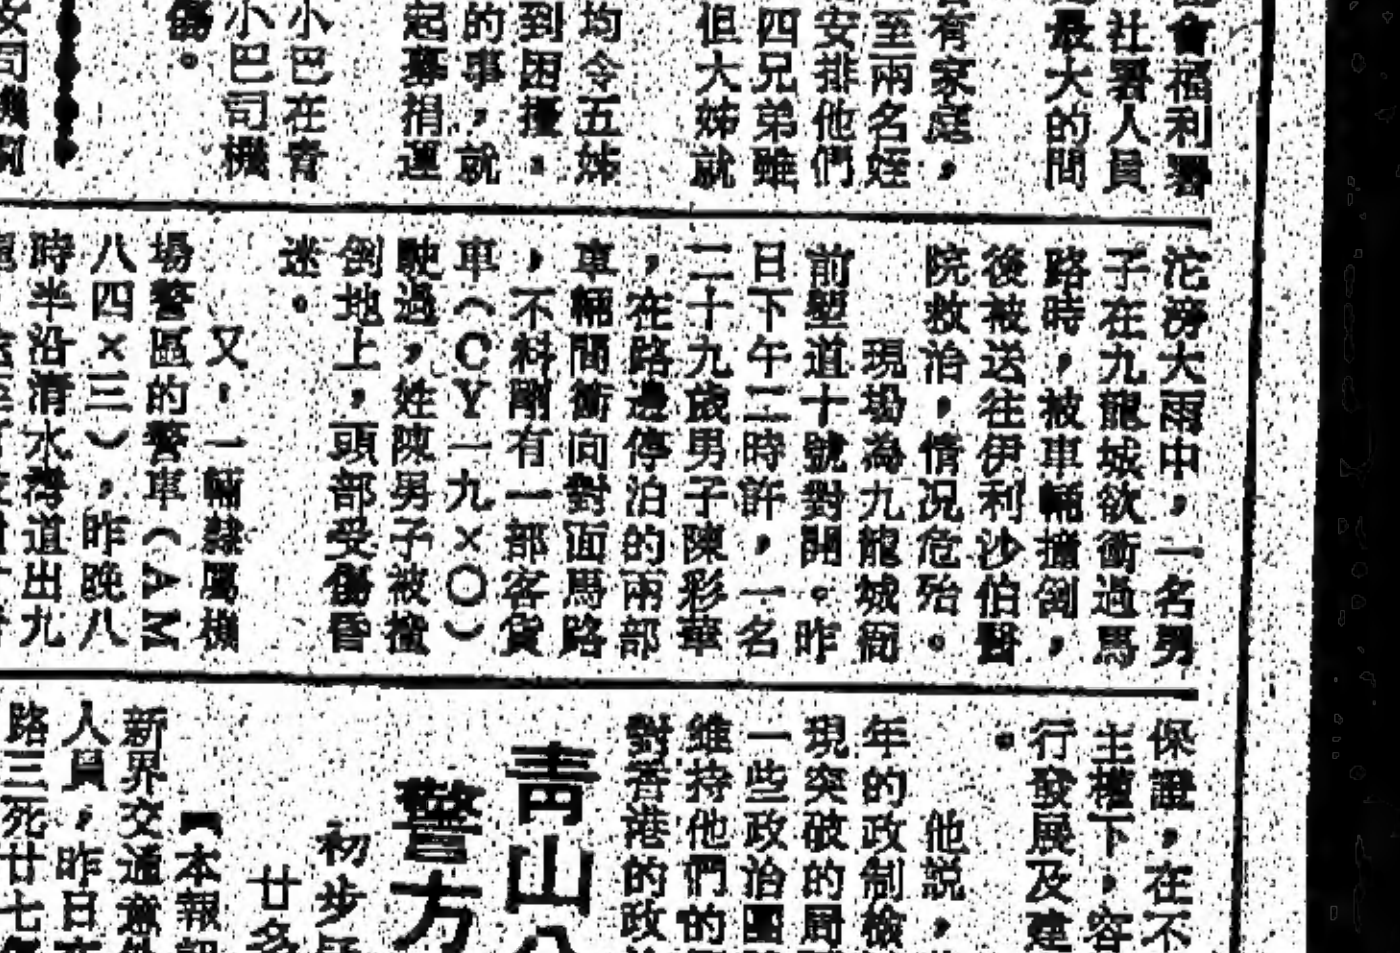 會福利署
社署人員
最大的問
有家庭，
至兩名姪
安排他們
四兄弟雖
但大姊就
均令五姊
到困擾。
的事，就
起募捐運
小巴在青
小巴司機
傷。
沱滂大雨中，一名男
子在九龍城欲衝過馬
路時，被車輛撞倒，
後被送往伊利沙伯醫
院救治，情況危殆。
現場為九龍城衙
前塱道十號對開。昨
日下午二時許，一名
二十九歲男子陳彩華
，在路邊停泊的兩部
車輛間衝向對面馬路
，不料剛有一部客貨
車（CY一九×〇）
駛過，姓陳男子被撞
倒地上，頭部受傷昏
迷。
又，一輛隸屬機
場警區的警車（AM
八四×三），昨晚八
時半沿清水灣道出九
保證，在不
主權下，容
行發展及建
。
他説，
年的政制檢
現突破的局
一些政治團
維持他們的
對香港的政
青山公
警方
初步
廿多
【本報訊
新界交通意外
人員，昨日
路三死廿七